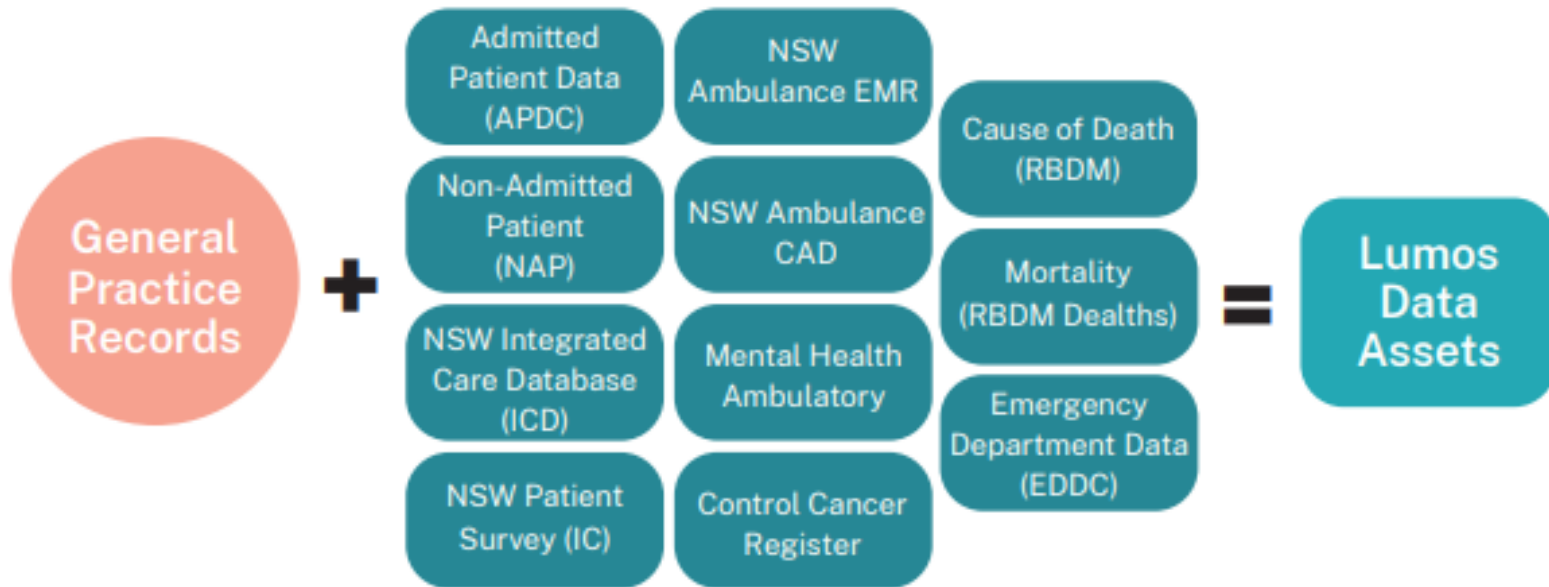 General
Practice
Records
+
Admitted
Patient Data
(APDC)
Non-Admitted
Patient
(NAP)
NSW Integrated
Care Database
(ICD)
NSW Patient
Survey (IC)
NSW
Ambulance EMR
NSW Ambulance
CAD
Mental Health
Ambulatory
Control Cancer
Register
Cause of Death
(RBDM)
Mortality
(RBDM Dealths)
Emergency
Department Data
(EDDC)
=
Lumos
Data
Assets